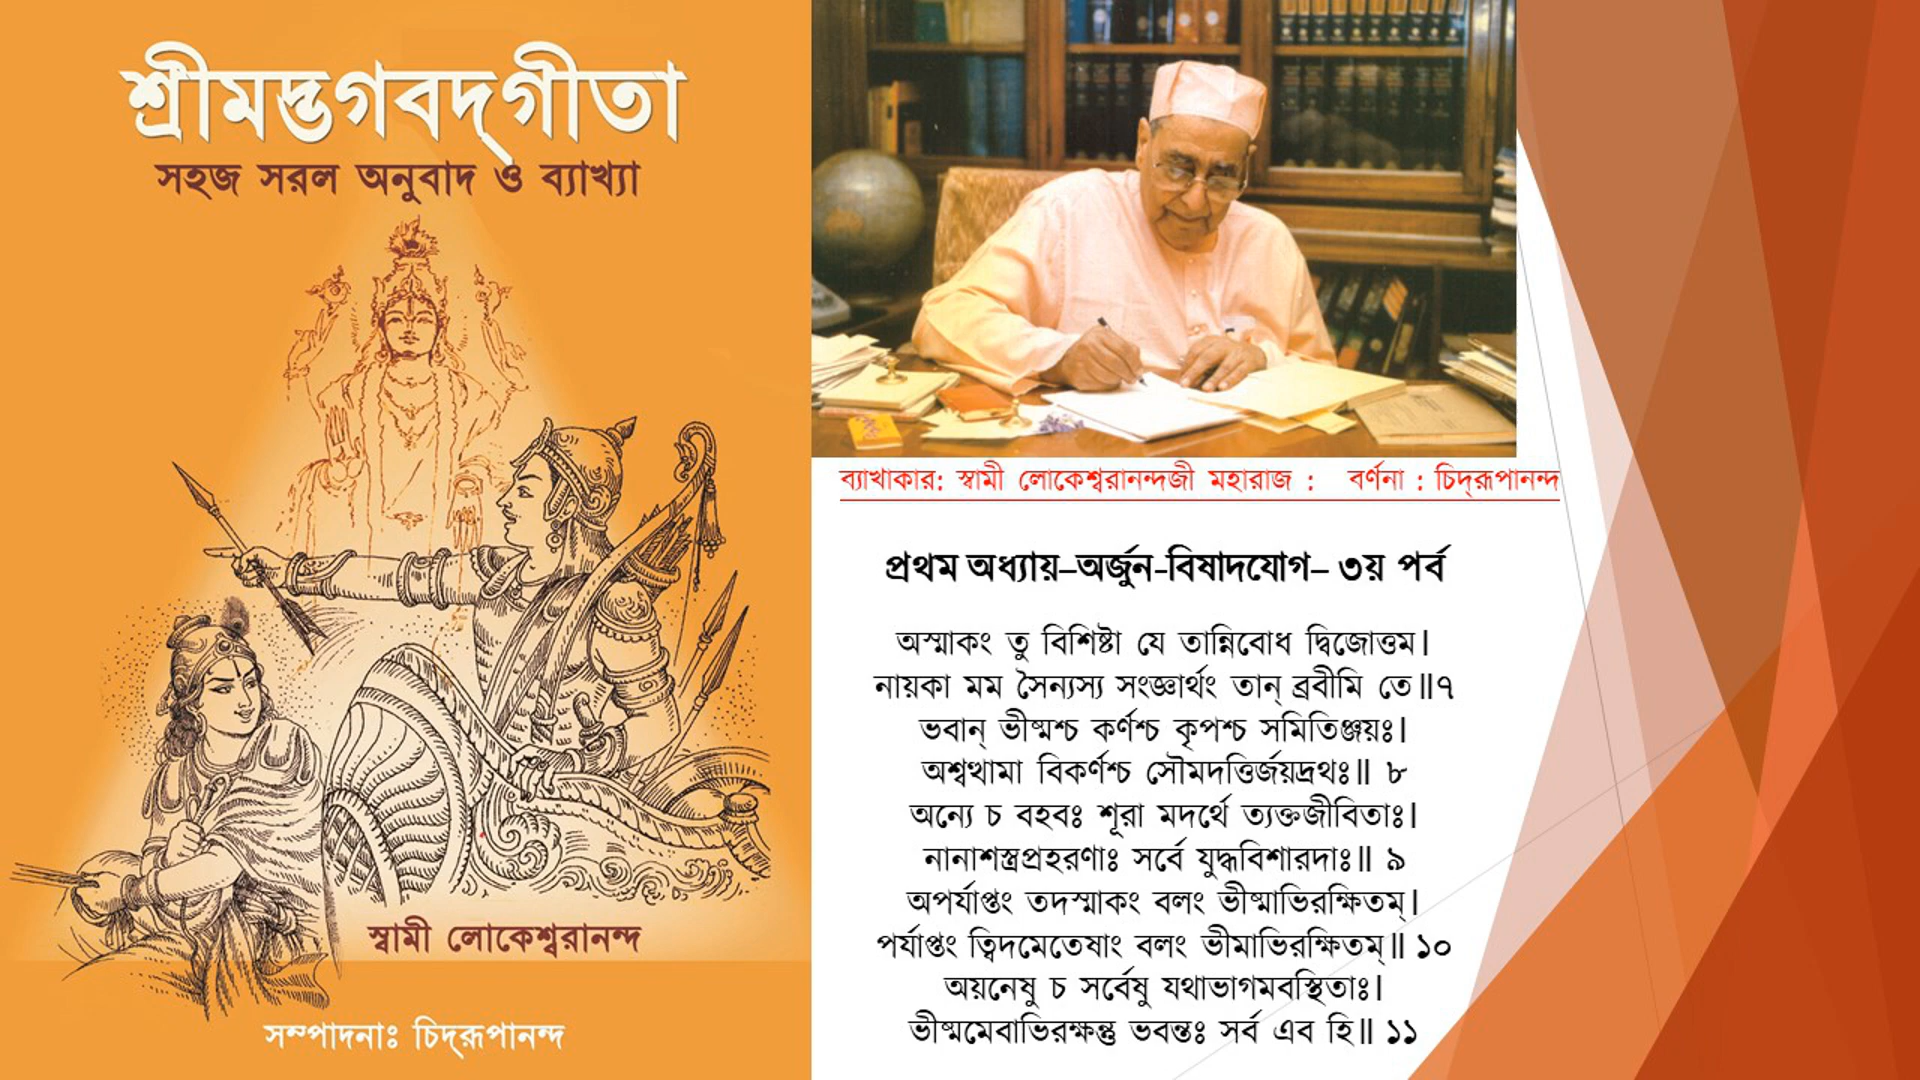 শ্রীমদ্ভগবদ্গীতা
সহজ সরল অনুবাদ ও ব্যাখ্যা
স্বামী লোকেশ্বরানন্দ
সম্পাদনাঃ চিদ্রূপানন্দ
ব্যাখাকার: স্বামী লোকেশ্বরানন্দজী মহারাজ : বর্ণনা : চিদ্রূপানন্দ
প্রথম অধ্যায়–অর্জুন-বিষাদযোগ– ৩য় পর্ব
অস্মাকং তু বিশিষ্টা যে তান্নিবোধ দ্বিজোত্তম।
নায়কা মম সৈন্যস্য সংজ্ঞার্থং তান্ ব্রবীমি তে॥৭
ভবান্ ভীষ্মশ্চ কর্ণশ্চ কৃপশ্চ সমিতিঞ্জয়ঃ।
অশ্বত্থামা বিকর্ণশ্চ সৌমদত্তির্জয়দ্রথঃ॥ ৮
অন্যে চ বহবঃ শূরা মদর্থে ত্যক্তজীবিতাঃ।
নানাশস্ত্রপ্রহরণাঃ সর্বে যুদ্ধবিশারদাঃ॥ ৯
অপর্যাপ্তং তদস্মাকং বলং ভীষ্মাভিরক্ষিতম্।
পর্যাপ্তং ত্বিদমেতেষাং বলং ভীমাভিরক্ষিতম্॥ ১০
অয়নেষু চ সর্বেষু যথাভাগমবস্থিতাঃ।
ভীষ্মমেবাভিরক্ষন্তু ভবন্তঃ সর্ব এব হি॥ ১১